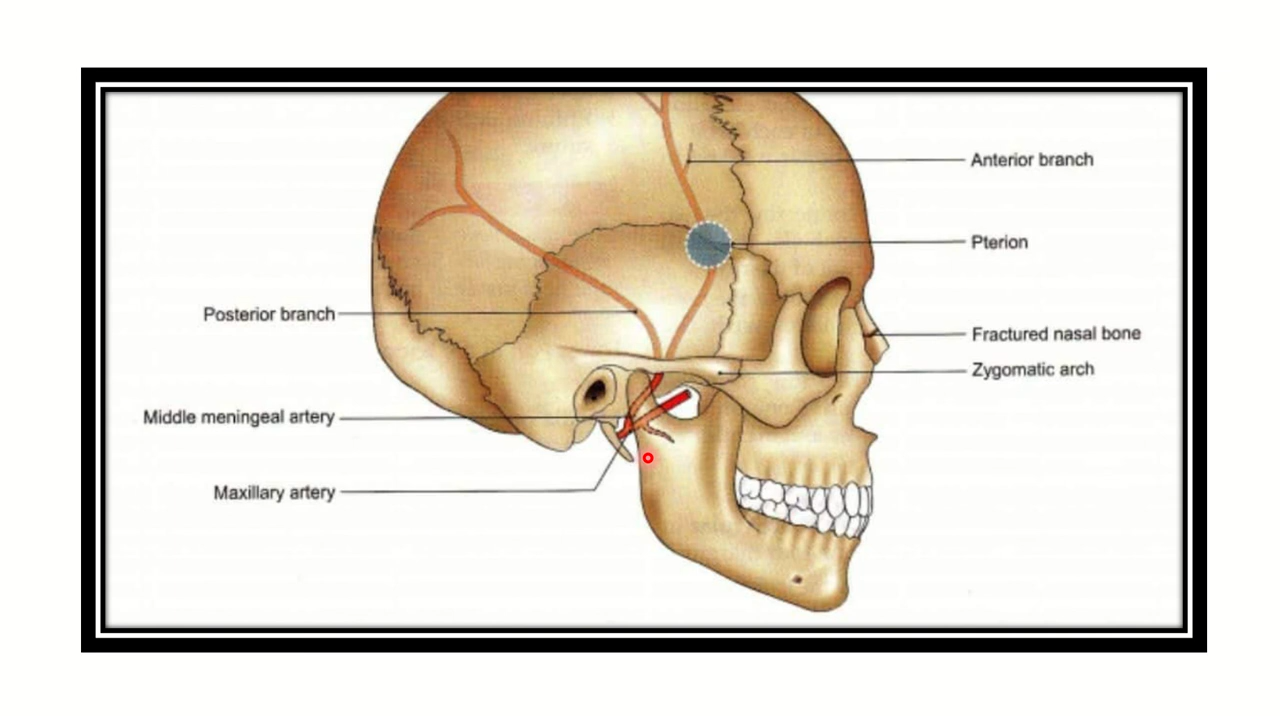 Anterior branch
Pterion
Posterior branch
Fractured nasal bone
Zygomatic arch
Middle meningeal artery
Maxillary artery